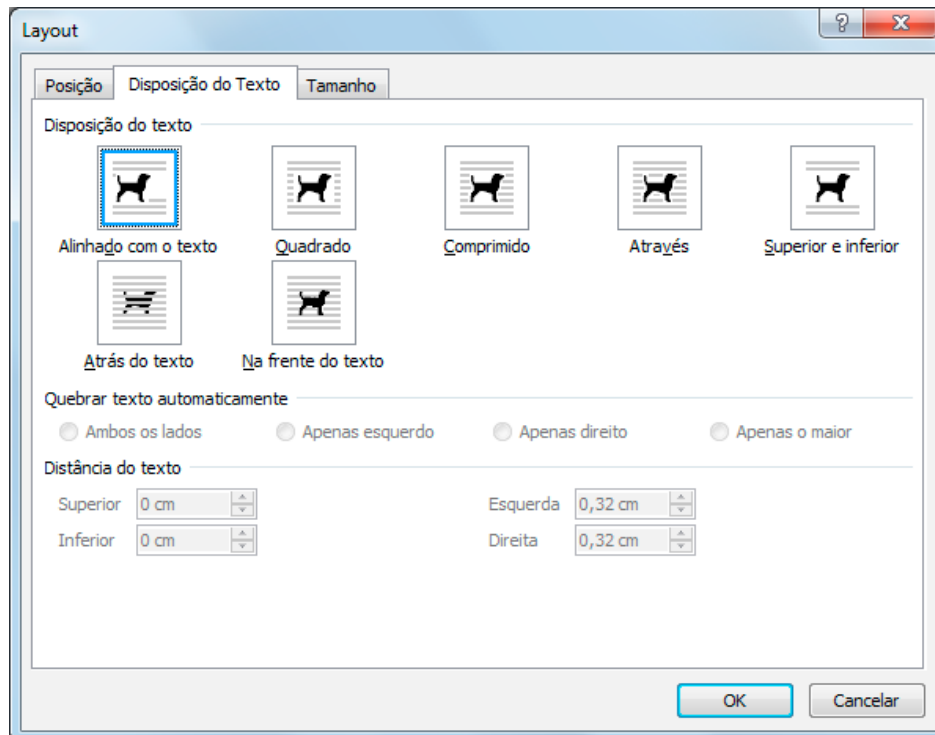 Layout
Posição Disposição do Texto Tamanho
Disposição do texto
Alinhado com o texto Quadrado Comprimido Através Superior e inferior
Atrás do texto Na frente do texto
Quebrar texto automaticamente
Ambos os lados Apenas esquerdo Apenas direito Apenas o maior
Distância do texto
Superior 0 cm Esquerda 0,32 cm
Inferior 0 cm Direita 0,32 cm
OK Cancelar